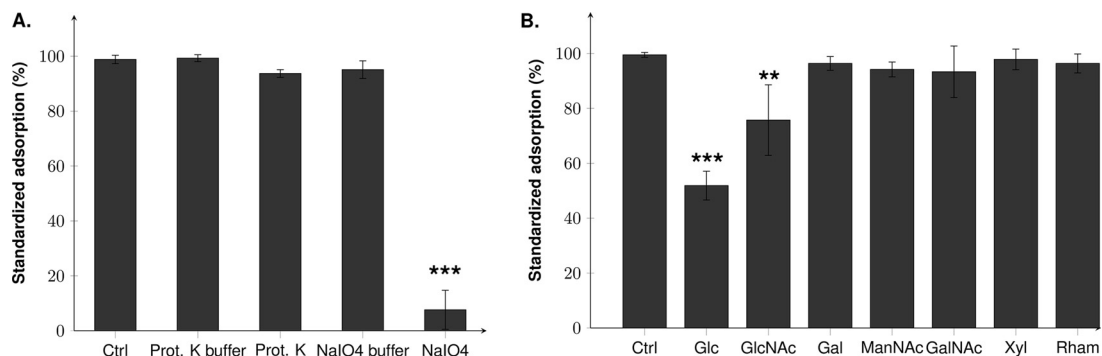 A.
Standardized adsorption (%)
100
80
60
40
20
0
***
Ctrl Prot. K buffer Prot. K NaIO4 buffer NaIO4
B.
Standardized adsorption (%)
100
80
60
40
20
0
***
**
Ctrl Glc GlcNAc Gal ManNAc GalNAc Xyl Rham